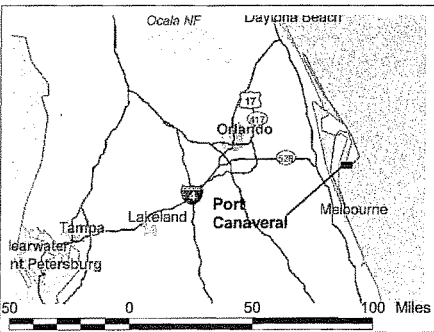 Ocala NF
Daytona Beach
17
417
Orlando
528
4
Port
Canaveral
Melbourne
Lakeland
Tampa
learwater
nt Petersburg
50 0 50 100 Miles